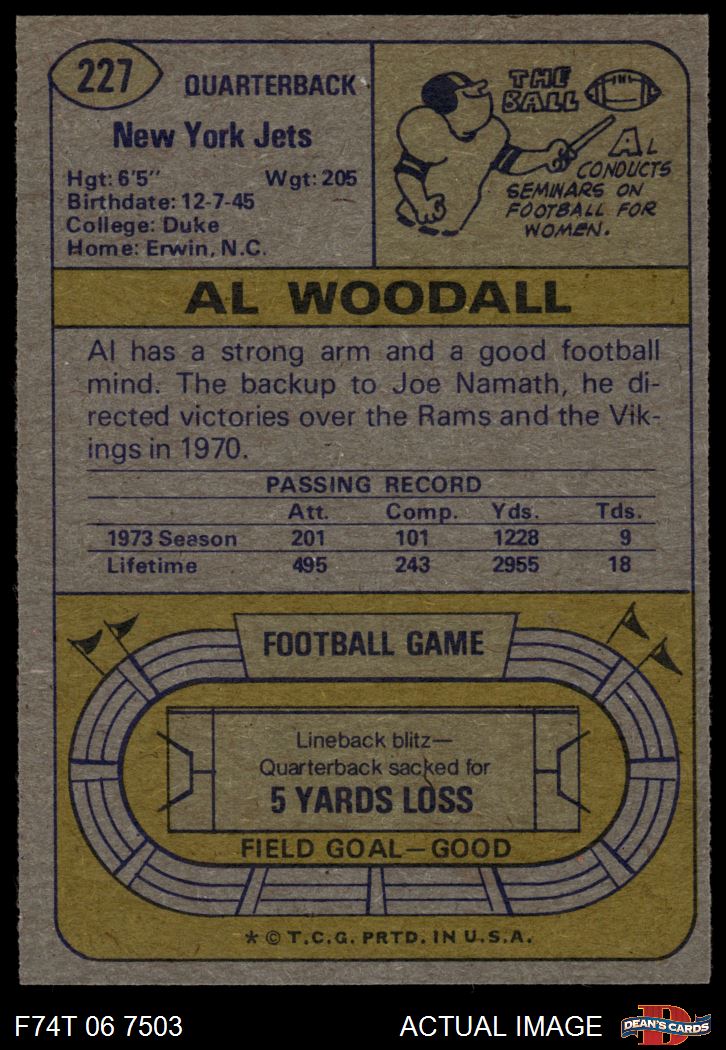 227
QUARTERBACK
New York Jets
Hgt: 6'5" Wgt: 205
Birthdate: 12-7-45
College: Duke
Home: Erwin, N.C.
THE
BALL
AL
CONDUCTS
SEMINARS ON
FOOTBALL FOR
WOMEN.
AL WOODALL
Al has a strong arm and a good football
mind. The backup to Joe Namath, he di-
rected victories over the Rams and the Vik-
ings in 1970.
PASSING RECORD
Att. Comp. Yds. Tds.
1973 Season 201 101 1228 9
Lifetime 495 243 2955 18
FOOTBALL GAME
Lineback blitz—
Quarterback sacked for
5 YARDS LOSS
FIELD GOAL—GOOD
* © T.C.G. PRTD. IN U.S.A.
F74T 06 7503 ACTUAL IMAGE
D
DEAN'S CARDS